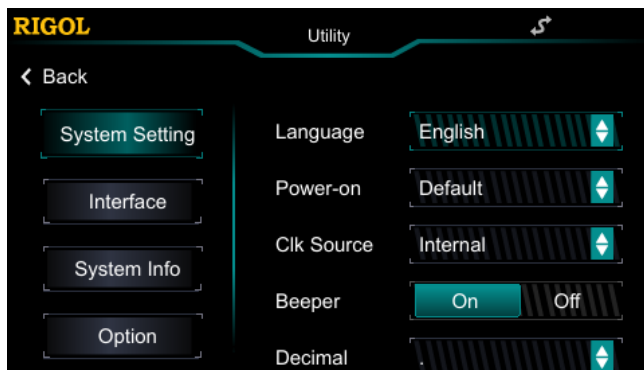 RIGOL
Utility
Back
System Setting
Interface
System Info
Option
Language English
Power-on Default
Clk Source Internal
Beeper On Off
Decimal .